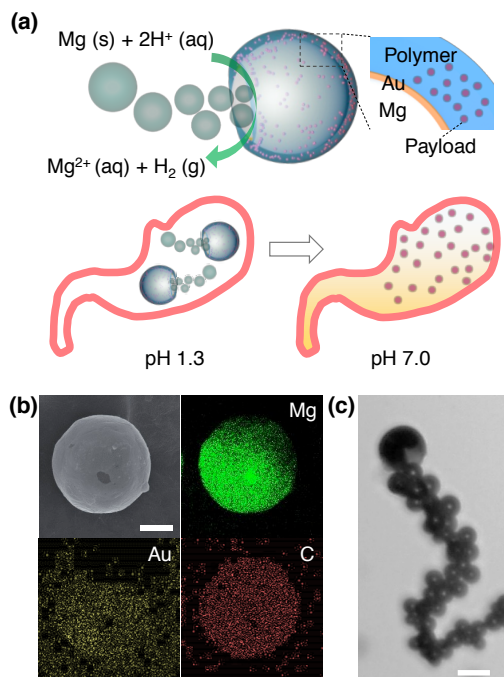 (a)
Mg (s) + 2H⁺ (aq)
Mg²⁺ (aq) + H₂ (g)
Polymer
Au
Mg
Payload
pH 1.3
pH 7.0
(b)
Mg
Au
C
(c)